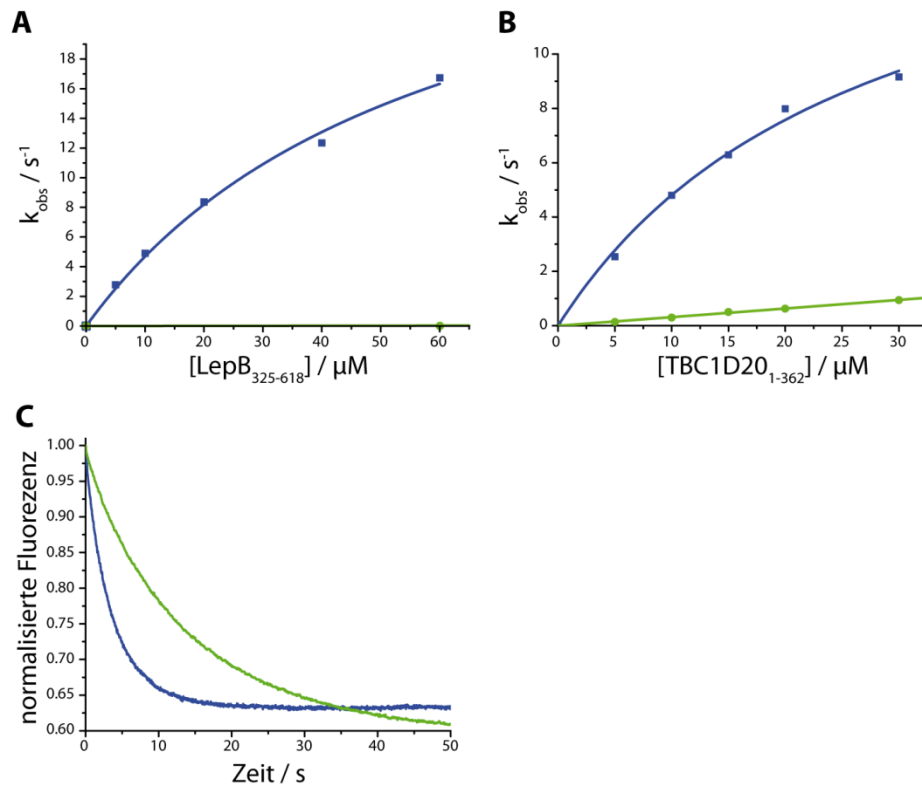 A
18
16
14
12
10
8
6
4
2
0
k_obs / s⁻¹
0 10 20 30 40 50 60
[LepB₃₂₅₋₆₁₈] / µM
B
10
8
6
4
2
0
k_obs / s⁻¹
0 5 10 15 20 25 30
[TBC1D20₁₋₃₆₂] / µM
C
1.00
0.95
0.90
0.85
0.80
0.75
0.70
0.65
0.60
normalisierte Fluorezenz
0 10 20 30 40 50
Zeit / s